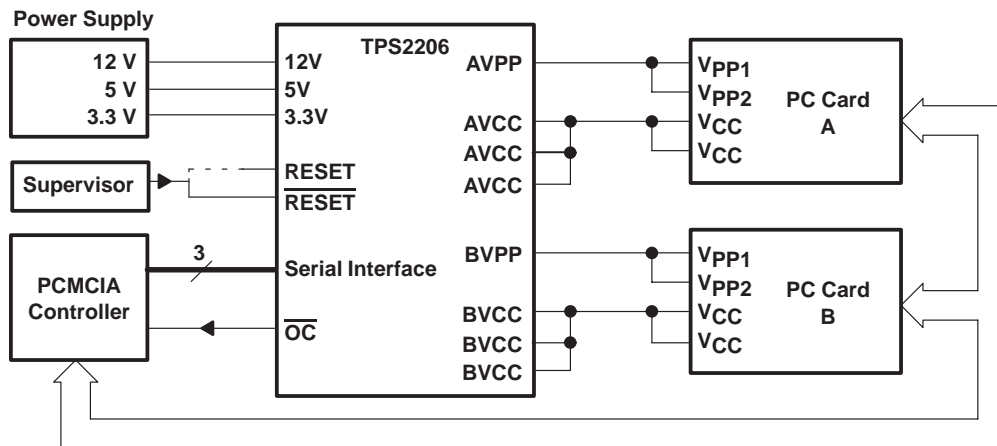 Power Supply
12 V
5 V
3.3 V
Supervisor
PCMCIA
Controller
3
TPS2206
12V
5V
3.3V
RESET
RESET
Serial Interface
OC
AVPP
AVCC
AVCC
AVCC
BVPP
BVCC
BVCC
BVCC
VPP1
VPP2
VCC
VCC
PC Card
A
VPP1
VPP2
VCC
VCC
PC Card
B